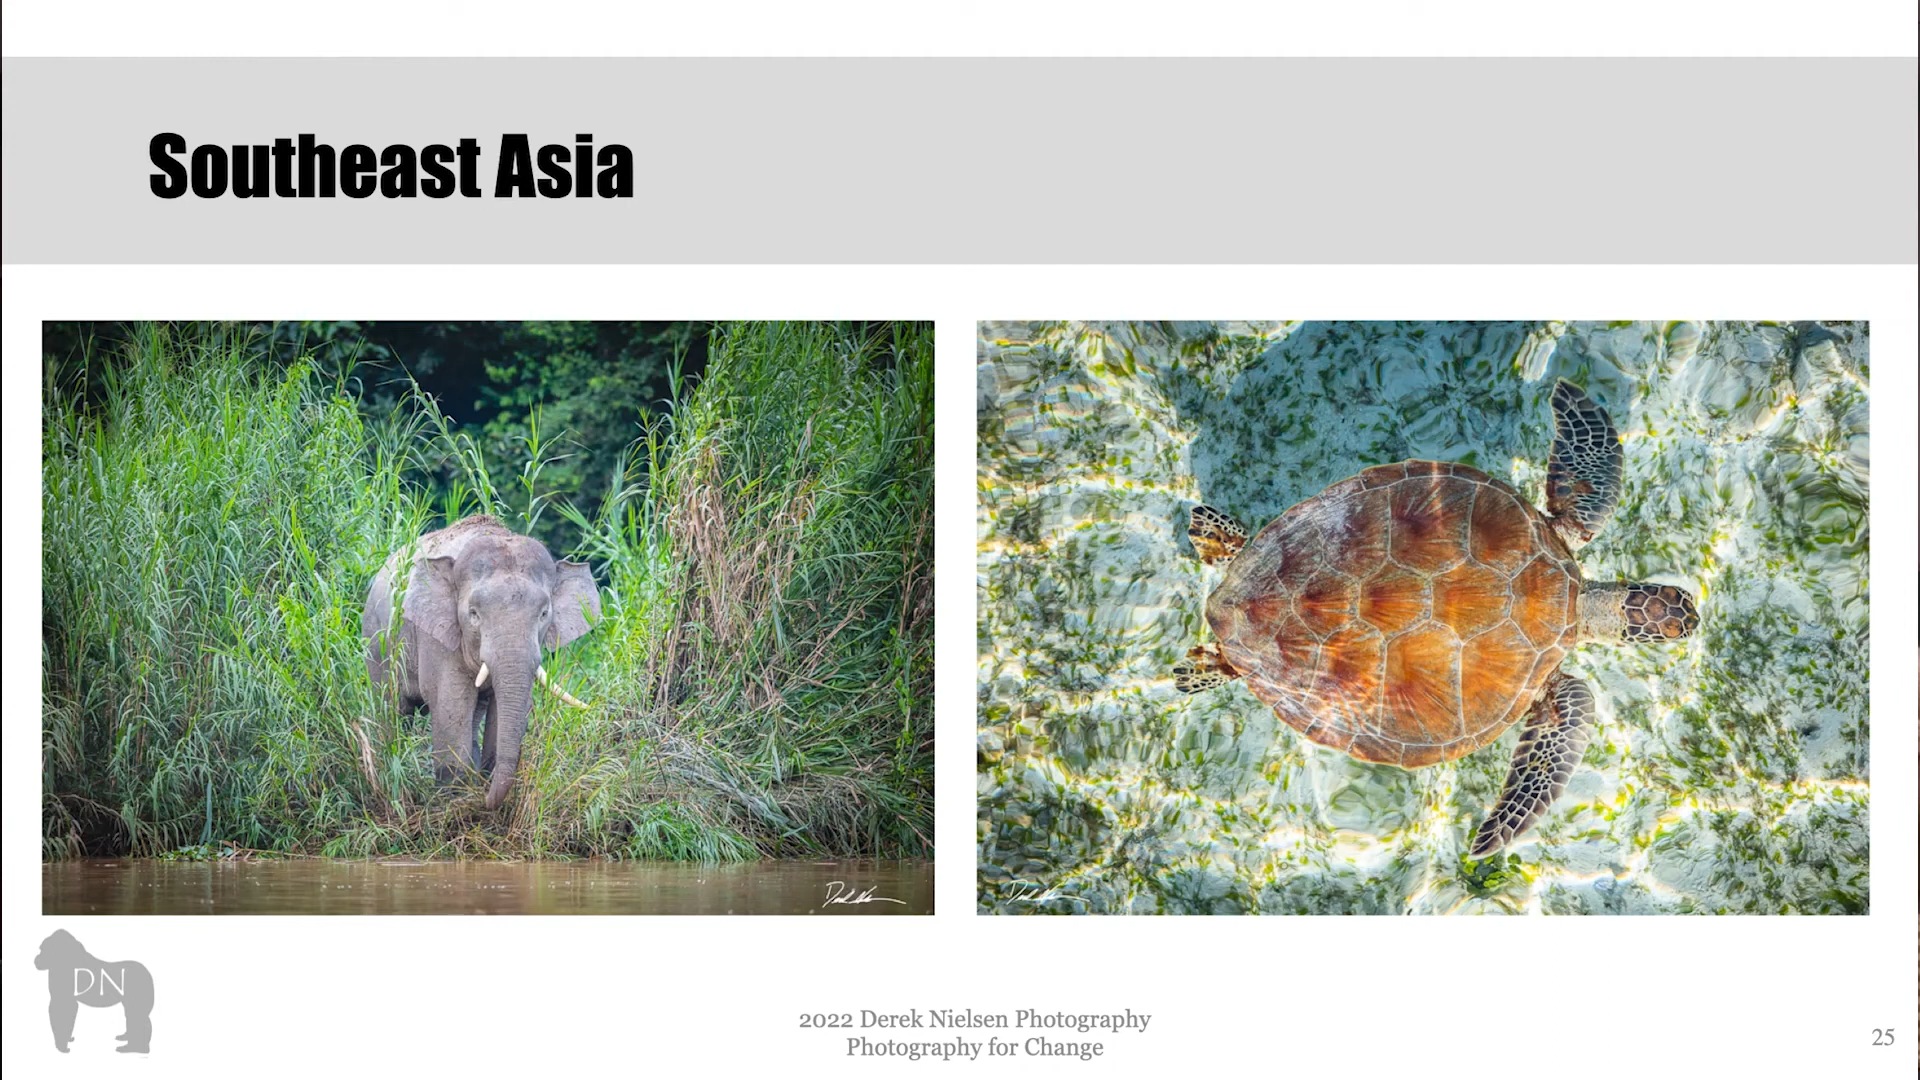 Southeast Asia
DN
2022 Derek Nielsen Photography
Photography for Change
25